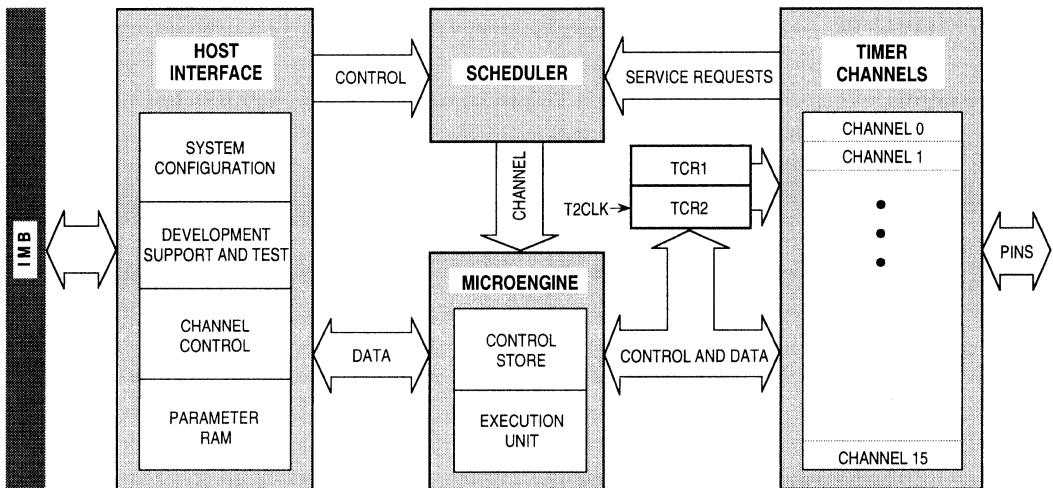 IMB
HOST
INTERFACE
SYSTEM
CONFIGURATION
DEVELOPMENT
SUPPORT AND TEST
CHANNEL
CONTROL
PARAMETER
RAM
CONTROL
DATA
SCHEDULER
CHANNEL
MICROENGINE
CONTROL
STORE
EXECUTION
UNIT
SERVICE REQUESTS
TCR1
T2CLK
TCR2
CONTROL AND DATA
TIMER
CHANNELS
CHANNEL 0
CHANNEL 1
CHANNEL 15
PINS